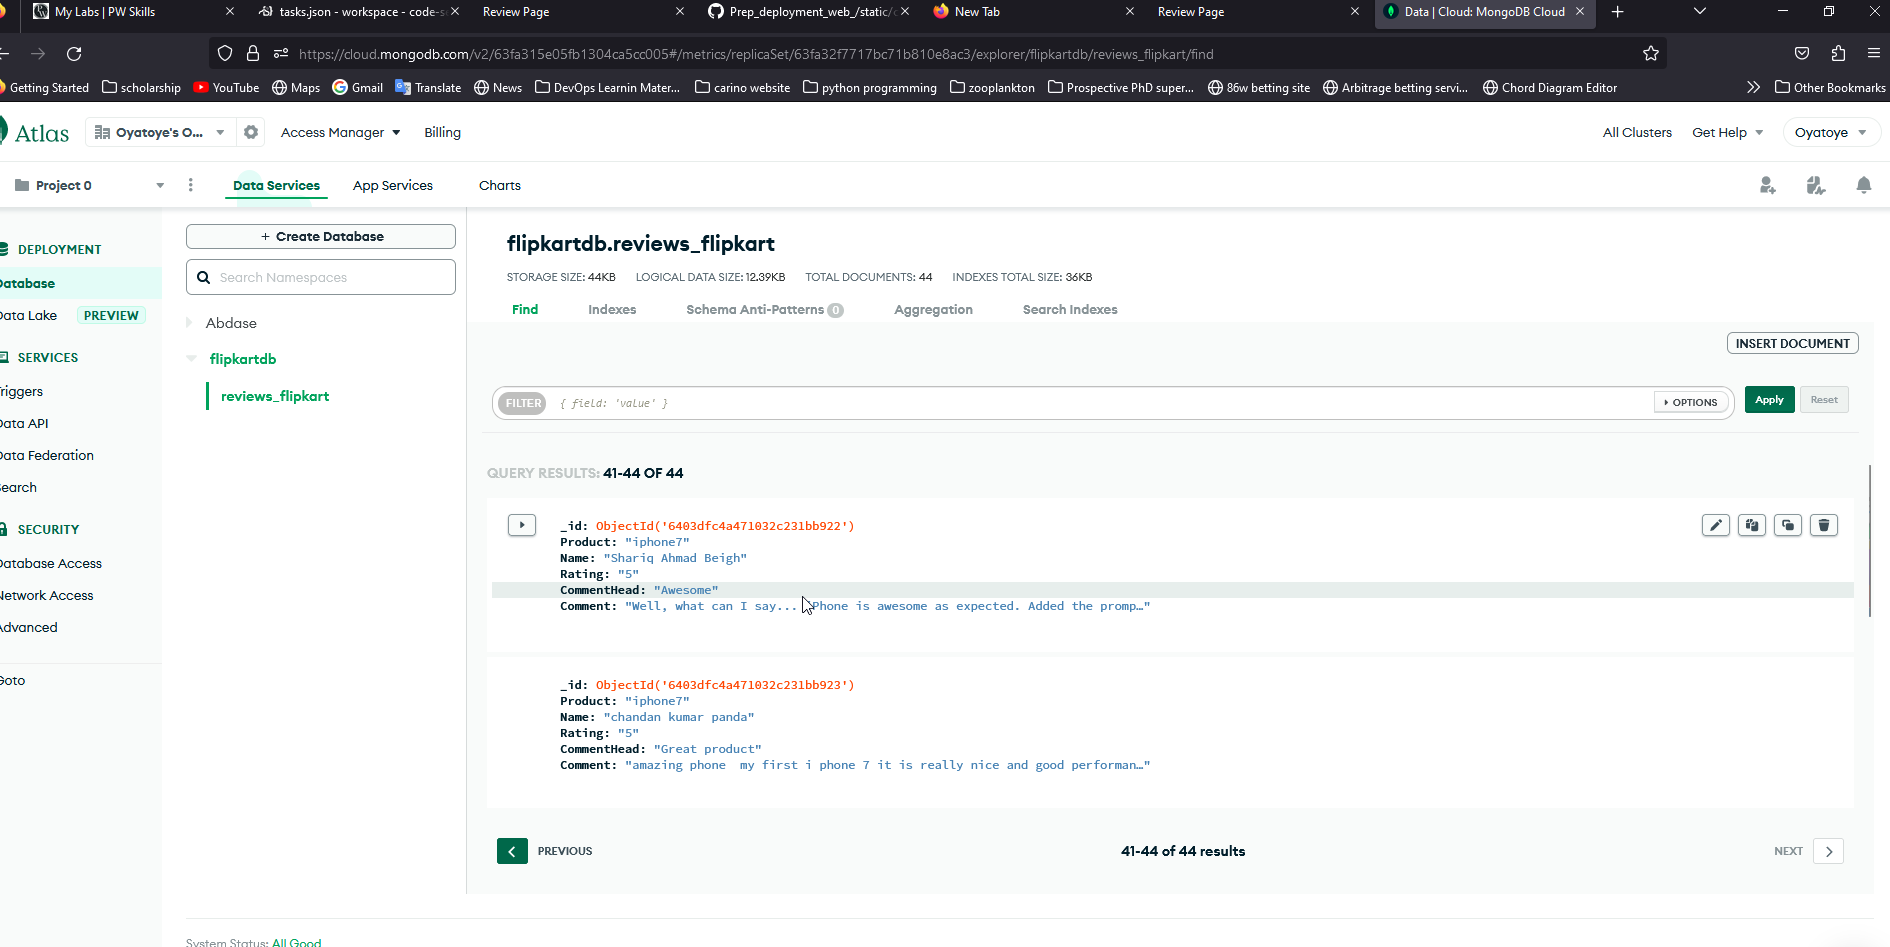 My Labs | PW Skills
tasks.json - workspace - code-s
Review Page
Prep_deployment_web_/static/
New Tab
Review Page
Data | Cloud: MongoDB Cloud
https://cloud.mongodb.com/v2/63fa315e05fb1304ca5cc005#/metrics/replicaSet/63fa32f7717bc71b810e8ac3/explorer/flipkartdb/reviews_flipkart/find
Getting Started scholarship YouTube Maps Gmail Translate News DevOps Learnin Mater... carino website python programming zooplankton Prospective PhD super... 86w betting site Arbitrage betting servi... Chord Diagram Editor Other Bookmarks
Atlas Oyatoye's O... Access Manager Billing All Clusters Get Help Oyatoye
Project 0 Data Services App Services Charts
DEPLOYMENT
Database
Data Lake PREVIEW
SERVICES
Triggers
Data API
Data Federation
Search
SECURITY
Database Access
Network Access
Advanced
Goto
+ Create Database
Search Namespaces
Abdase
flipkartdb
reviews_flipkart
flipkartdb.reviews_flipkart
STORAGE SIZE: 44KB LOGICAL DATA SIZE: 12.39KB TOTAL DOCUMENTS: 44 INDEXES TOTAL SIZE: 36KB
Find Indexes Schema Anti-Patterns 0 Aggregation Search Indexes
INSERT DOCUMENT
FILTER { field: 'value' } OPTIONS Apply Reset
QUERY RESULTS: 41-44 OF 44
_id: ObjectId('6403dfc4a471032c231bb922')
Product: "iphone7"
Name: "Shariq Ahmad Beigh"
Rating: "5"
CommentHead: "Awesome"
Comment: "Well, what can I say... Phone is awesome as expected. Added the promp…"
_id: ObjectId('6403dfc4a471032c231bb923')
Product: "iphone7"
Name: "chandan kumar panda"
Rating: "5"
CommentHead: "Great product"
Comment: "amazing phone  my first i phone 7 it is really nice and good performan…"
PREVIOUS 41-44 of 44 results NEXT
System Status: All Good